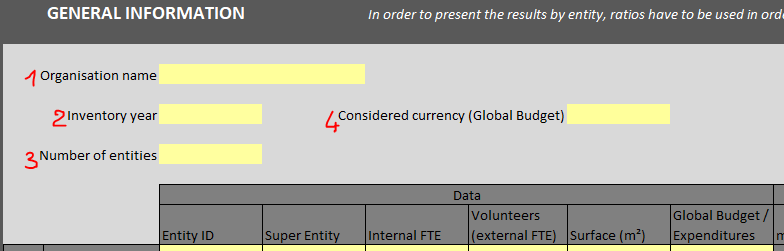 GENERAL INFORMATION
In order to present the results by entity, ratios have to be used in ord
1 Organisation name
2 Inventory year
4 Considered currency (Global Budget)
3 Number of entities
Data
Entity ID
Super Entity
Internal FTE
Volunteers
(external FTE)
Surface (m²)
Global Budget /
Expenditures
m